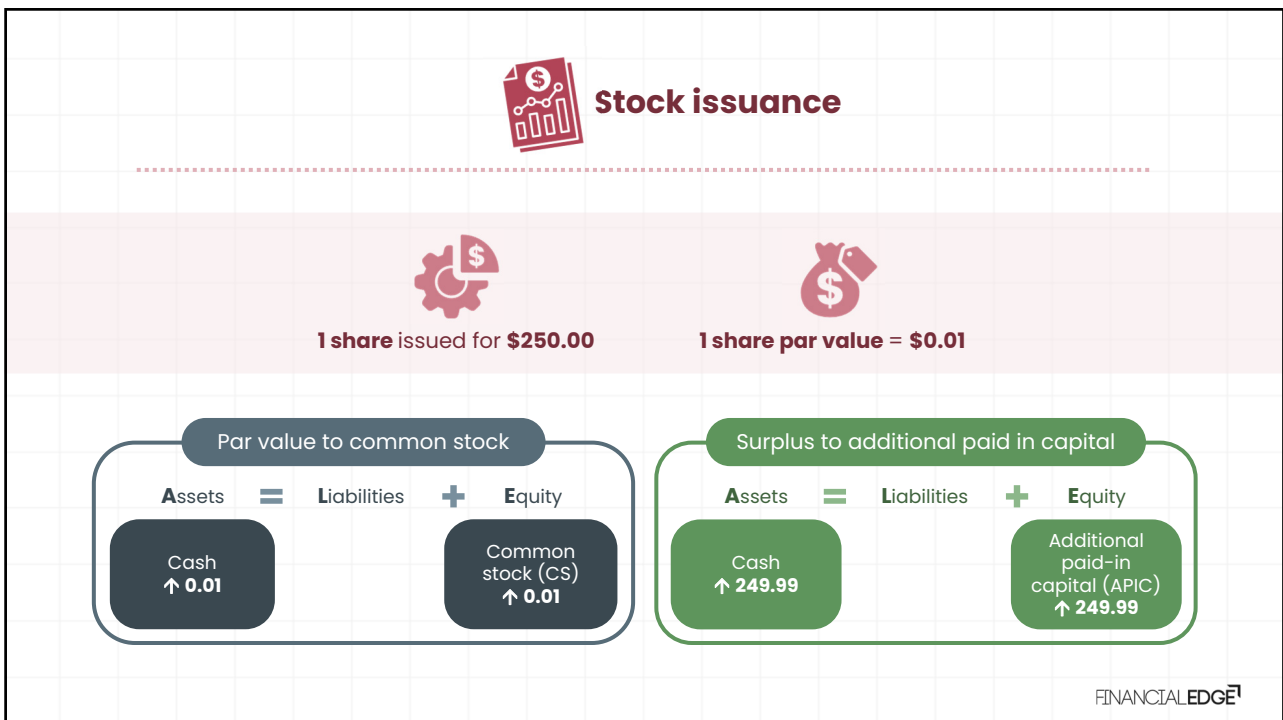 $
Stock issuance
$
$
1 share issued for $250.00
1 share par value = $0.01
Par value to common stock
Assets = Liabilities + Equity
Cash
↑ 0.01
Common
stock (CS)
↑ 0.01
Surplus to additional paid in capital
Assets = Liabilities + Equity
Cash
↑ 249.99
Additional
paid-in
capital (APIC)
↑ 249.99
FINANCIALEDGE